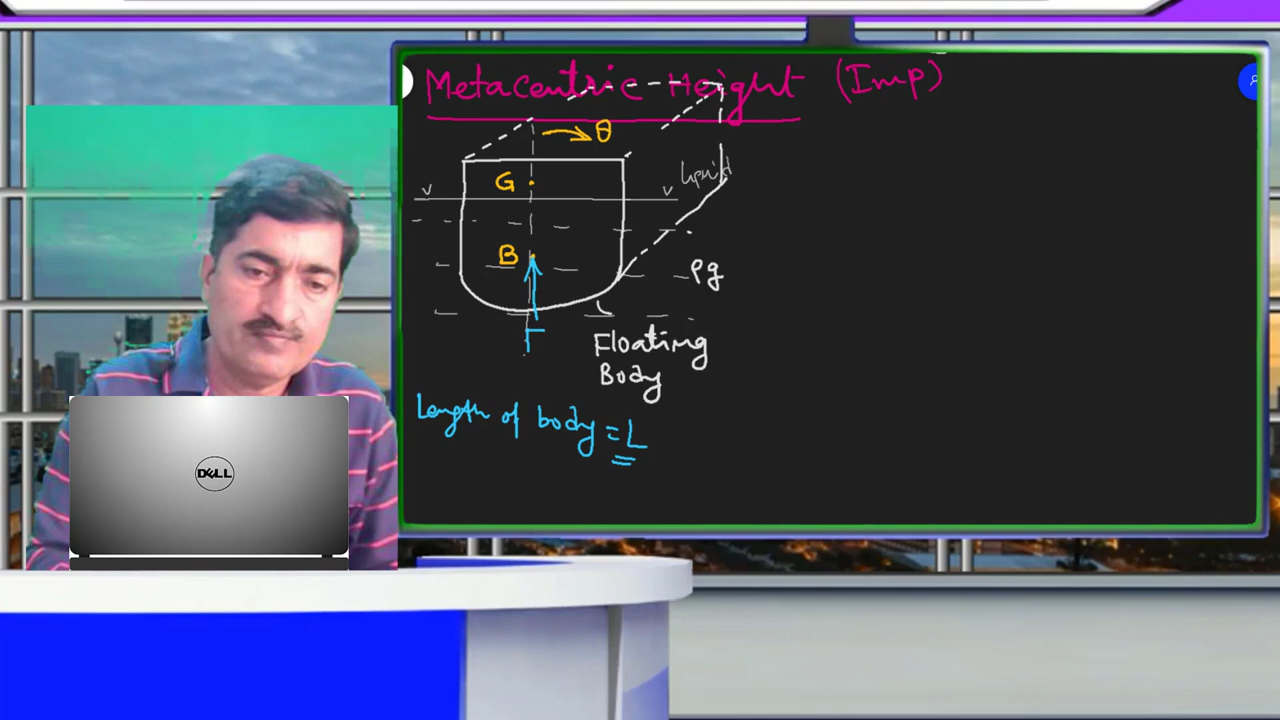 Metacentric Height (Imp)
θ
G
v
v
liquid
B
ρg
F
Floating
Body
Length of body = L
DELL